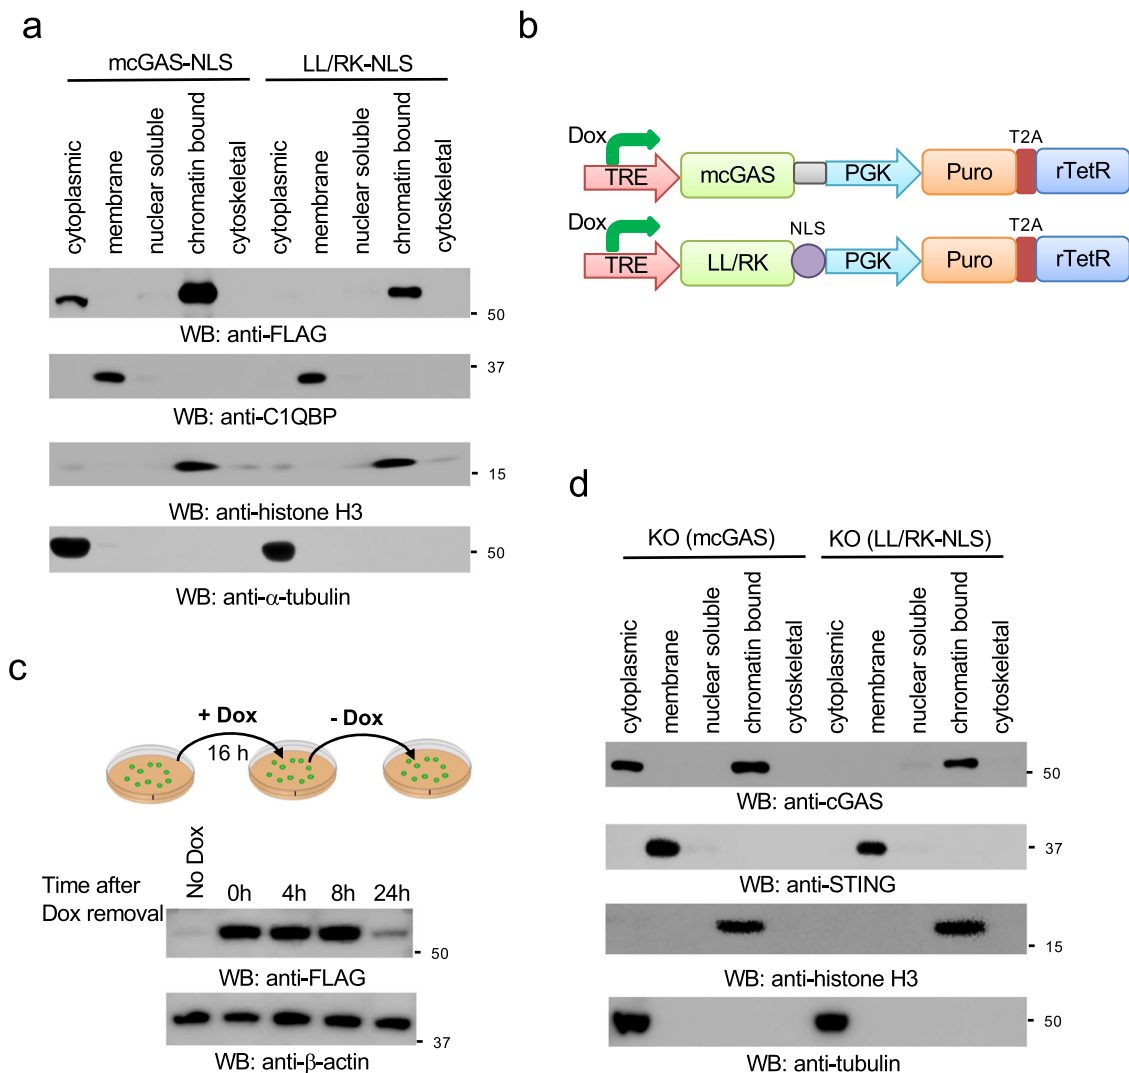 a
mcGAS-NLS
LL/RK-NLS
cytoplasmic
membrane
nuclear soluble
chromatin bound
cytoskeletal
cytoplasmic
membrane
nuclear soluble
chromatin bound
cytoskeletal
- 50
WB: anti-FLAG
- 37
WB: anti-C1QBP
- 15
WB: anti-histone H3
- 50
WB: anti-α-tubulin
b
Dox
T2A
TRE
mcGAS
PGK
Puro
rTetR
Dox
NLS
T2A
TRE
LL/RK
PGK
Puro
rTetR
c
+ Dox
- Dox
16 h
Time after
Dox removal
No Dox
0h
4h
8h
24h
- 50
WB: anti-FLAG
- 37
WB: anti-β-actin
d
KO (mcGAS)
KO (LL/RK-NLS)
cytoplasmic
membrane
nuclear soluble
chromatin bound
cytoskeletal
cytoplasmic
membrane
nuclear soluble
chromatin bound
cytoskeletal
- 50
WB: anti-cGAS
- 37
WB: anti-STING
- 15
WB: anti-histone H3
- 50
WB: anti-tubulin